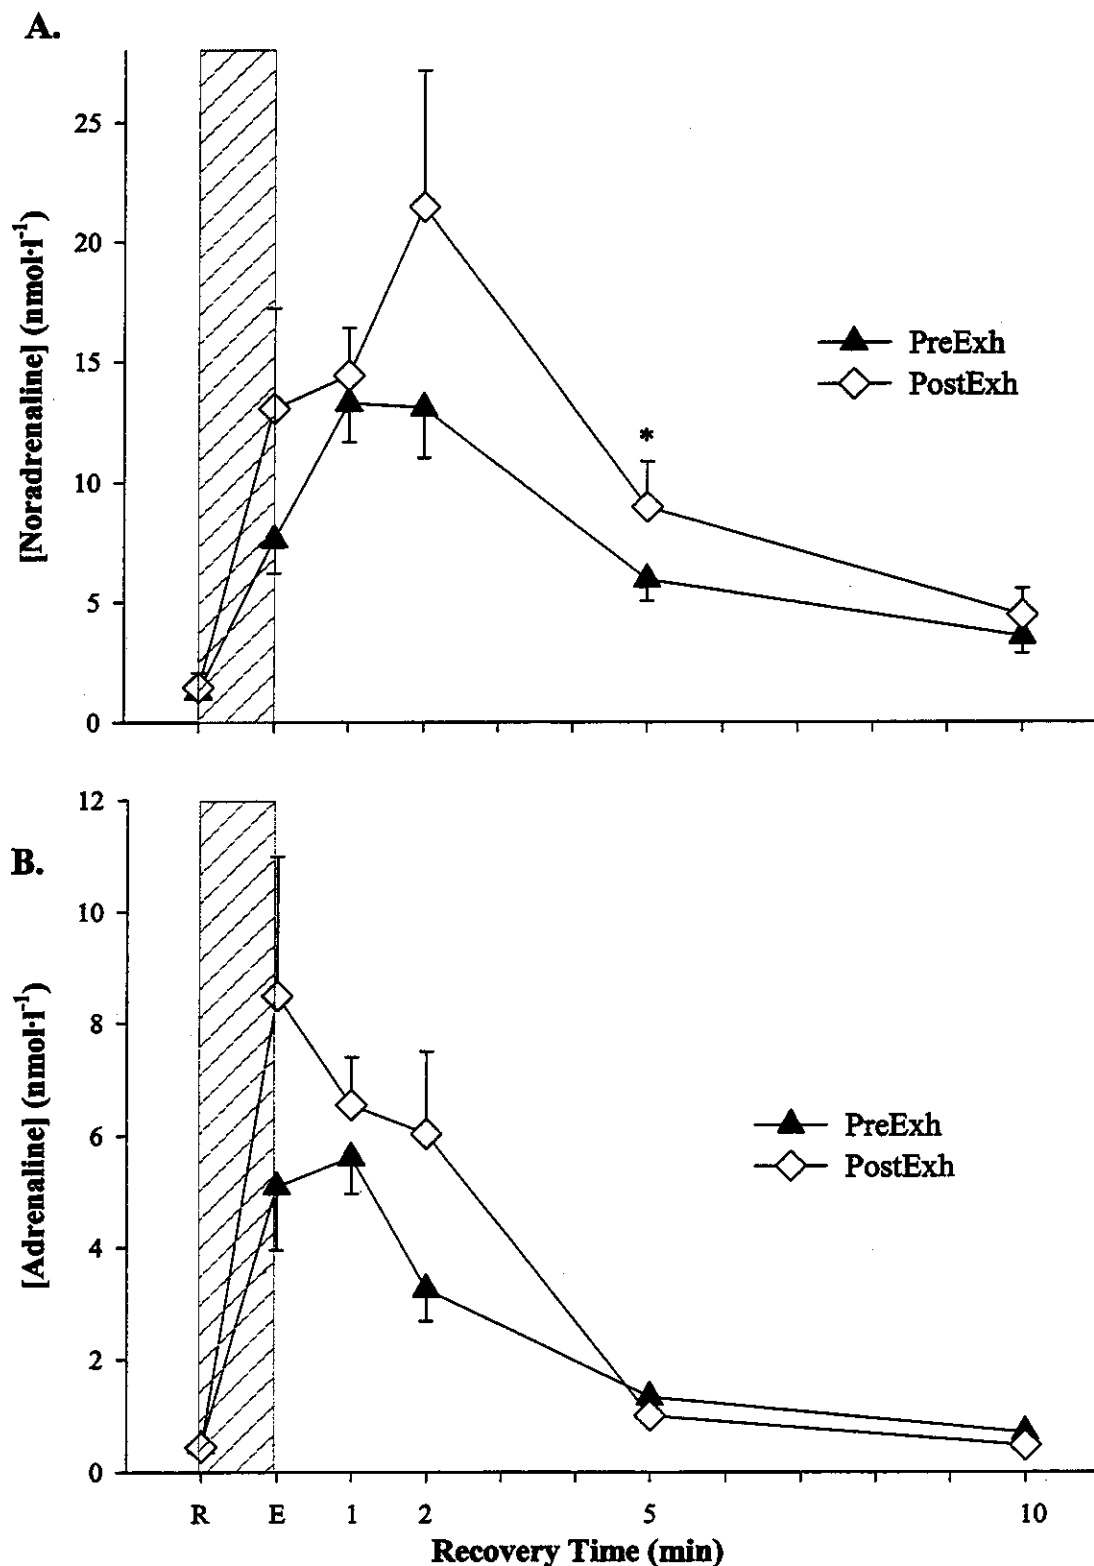 A.
[Noradrenaline] (nmol·l⁻¹)
25
20
15
10
5
0
PreExh
PostExh
*
B.
[Adrenaline] (nmol·l⁻¹)
12
10
8
6
4
2
0
PreExh
PostExh
R E 1 2 5 10
Recovery Time (min)